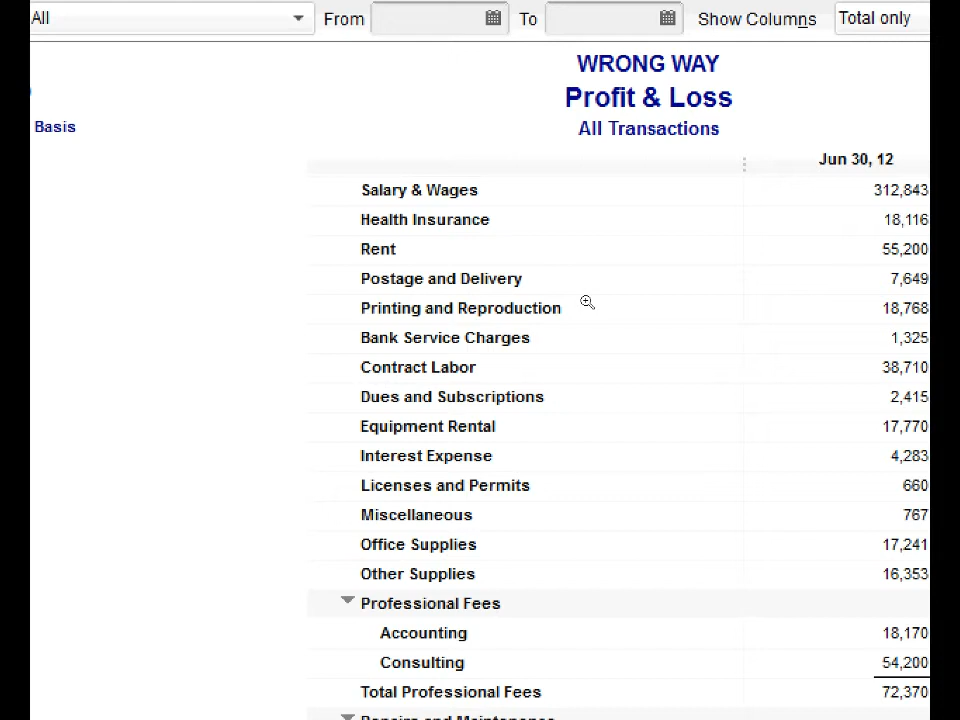 All From To Show Columns Total only
WRONG WAY
Profit & Loss
Basis
All Transactions
Jun 30, 12
Salary & Wages 312,843
Health Insurance 18,116
Rent 55,200
Postage and Delivery 7,649
Printing and Reproduction 18,768
Bank Service Charges 1,325
Contract Labor 38,710
Dues and Subscriptions 2,415
Equipment Rental 17,770
Interest Expense 4,283
Licenses and Permits 660
Miscellaneous 767
Office Supplies 17,241
Other Supplies 16,353
Professional Fees
Accounting 18,170
Consulting 54,200
Total Professional Fees 72,370